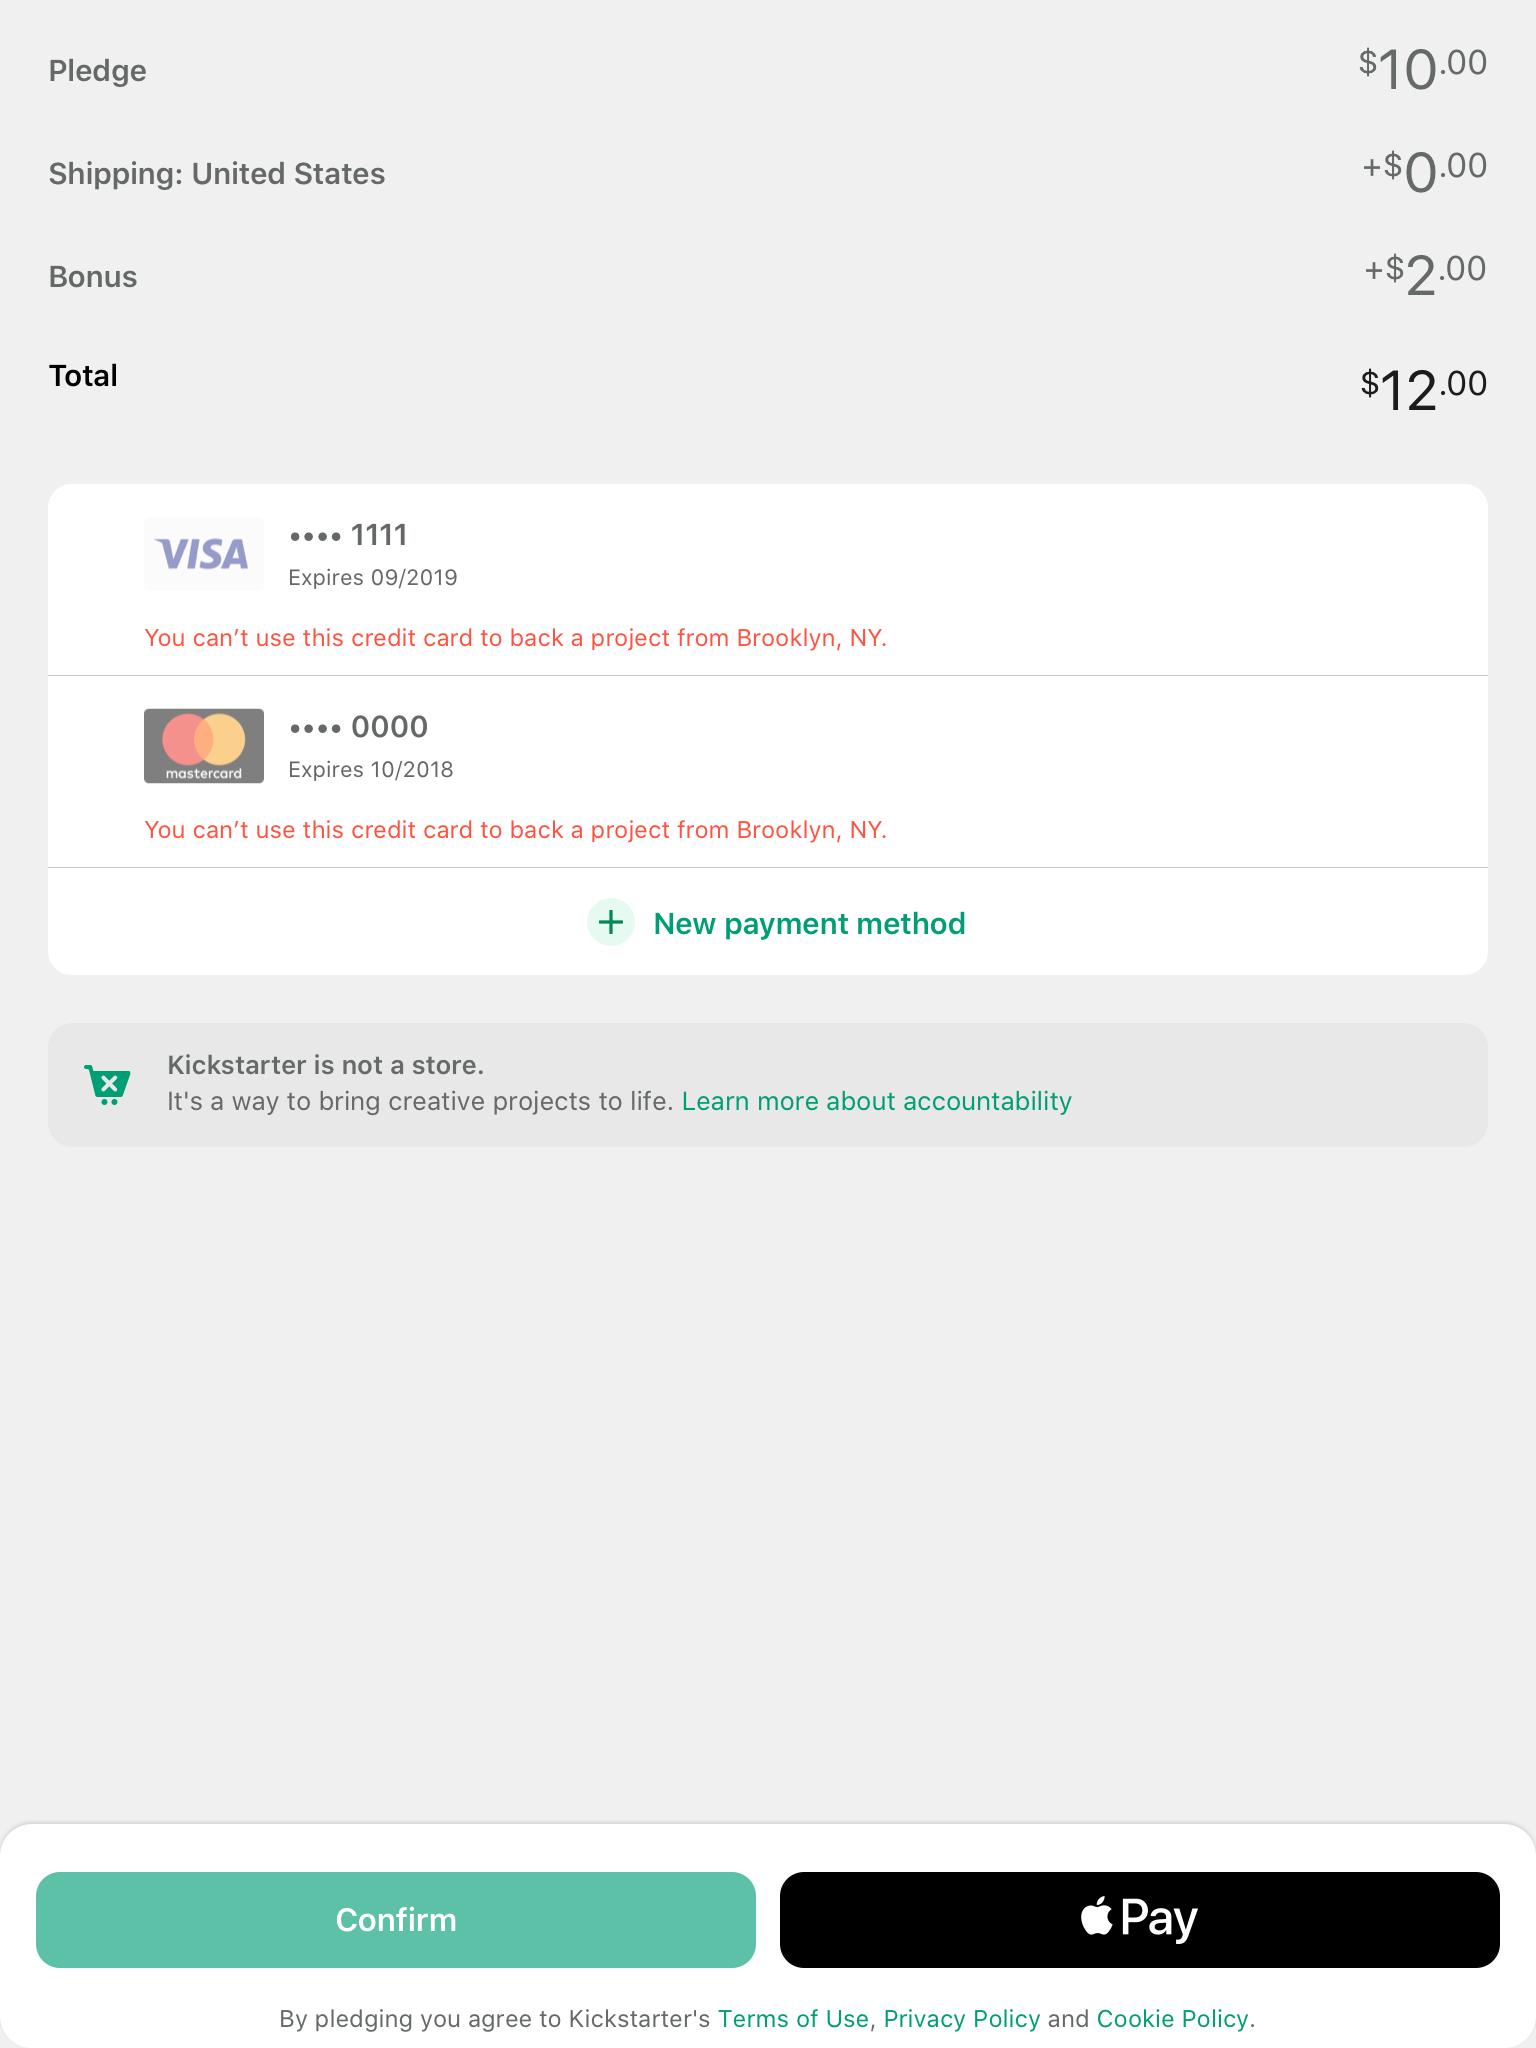 Pledge $10.00
Shipping: United States +$0.00
Bonus +$2.00
Total $12.00
VISA •••• 1111
Expires 09/2019
You can’t use this credit card to back a project from Brooklyn, NY.
•••• 0000
mastercard Expires 10/2018
You can’t use this credit card to back a project from Brooklyn, NY.
+ New payment method
Kickstarter is not a store.
It's a way to bring creative projects to life. Learn more about accountability
Confirm
Pay
By pledging you agree to Kickstarter's Terms of Use, Privacy Policy and Cookie Policy.